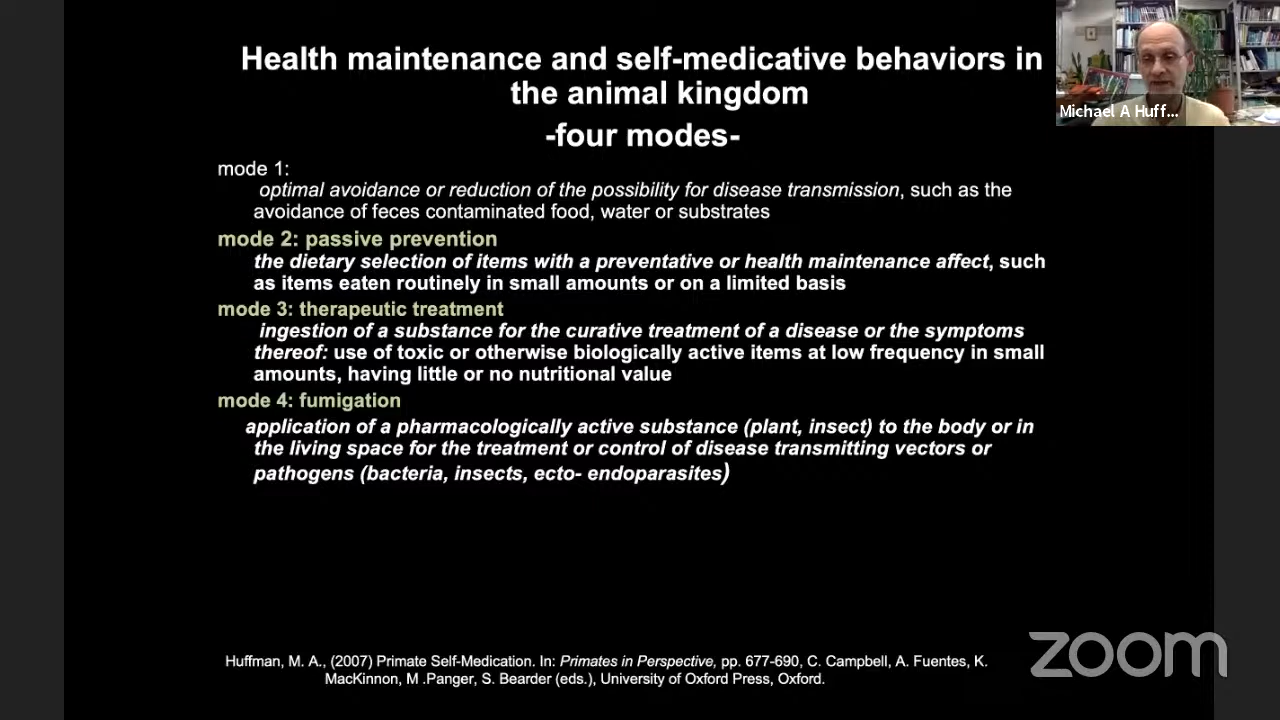 Health maintenance and self-medicative behaviors in
the animal kingdom
-four modes-
mode 1:
optimal avoidance or reduction of the possibility for disease transmission, such as the
avoidance of feces contaminated food, water or substrates
mode 2: passive prevention
the dietary selection of items with a preventative or health maintenance affect, such
as items eaten routinely in small amounts or on a limited basis
mode 3: therapeutic treatment
ingestion of a substance for the curative treatment of a disease or the symptoms
thereof: use of toxic or otherwise biologically active items at low frequency in small
amounts, having little or no nutritional value
mode 4: fumigation
application of a pharmacologically active substance (plant, insect) to the body or in
the living space for the treatment or control of disease transmitting vectors or
pathogens (bacteria, insects, ecto- endoparasites)
Huffman, M. A., (2007) Primate Self-Medication. In: Primates in Perspective, pp. 677-690, C. Campbell, A. Fuentes, K.
MacKinnon, M .Panger, S. Bearder (eds.), University of Oxford Press, Oxford.
Michael A Huff...
zoom